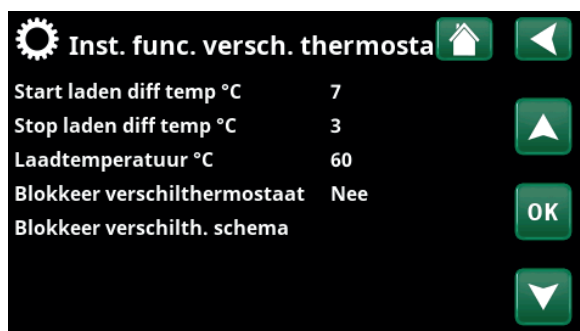 Inst. func. versch. thermosta
Start laden diff temp °C 7
Stop laden diff temp °C 3
Laadtemperatuur °C 60
Blokkeer verschilthermostaat Nee
Blokkeer verschilth. schema
OK